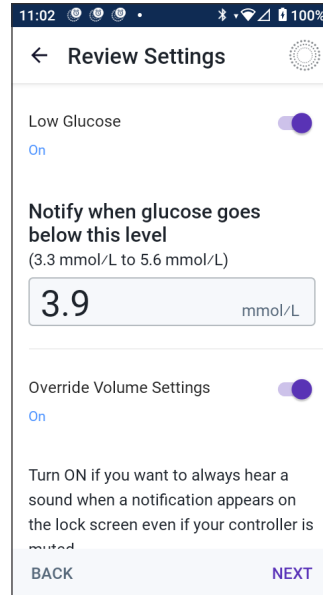 11:02 100%
Review Settings
Low Glucose
On
Notify when glucose goes
below this level
(3.3 mmol/L to 5.6 mmol/L)
3.9 mmol/L
Override Volume Settings
On
Turn ON if you want to always hear a
sound when a notification appears on
the lock screen even if your controller is
muted
BACK NEXT